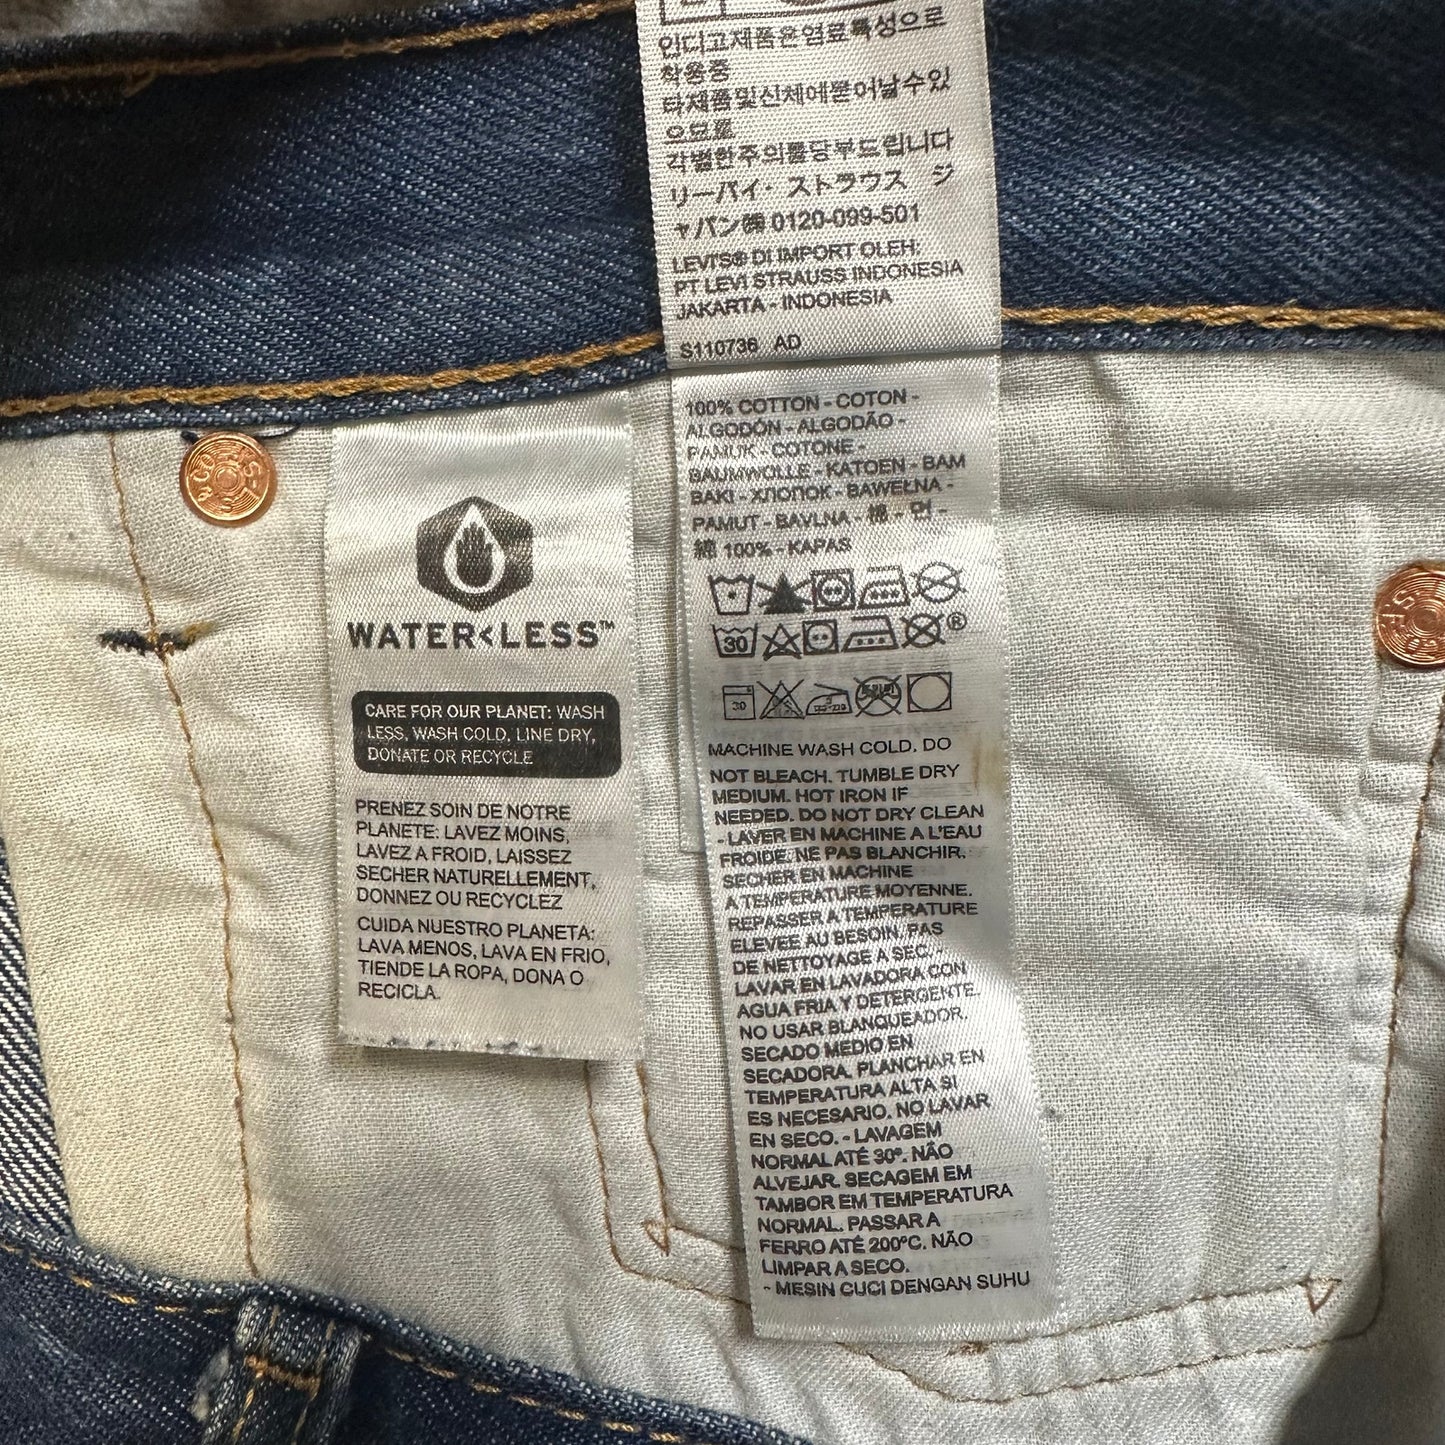 인디고제품은염료특성으로
착용중
타제품및신체에묻어날수있
으므로
각별한주의를당부드립니다
リーバイ・ストラウス ジ
ャパン㈱ 0120-099-501
LEVI'S® DI IMPORT OLEH:
PT LEVI STRAUSS INDONESIA
JAKARTA - INDONESIA
S110736 AD
100% COTTON - COTON -
ALGODÓN - ALGODÃO -
PAMUK - COTONE -
BAUMWOLLE - KATOEN - BAM
BAKI - ХЛОПОК - BAWEŁNA -
PAMUT - BAVLNA - 棉 - 면 -
綿 100% - KAPAS
30
®
30
MACHINE WASH COLD. DO
NOT BLEACH. TUMBLE DRY
MEDIUM. HOT IRON IF
NEEDED. DO NOT DRY CLEAN
- LAVER EN MACHINE A L'EAU
FROIDE. NE PAS BLANCHIR.
SECHER EN MACHINE
A TEMPERATURE MOYENNE.
REPASSER A TEMPERATURE
ELEVEE AU BESOIN. PAS
DE NETTOYAGE A SEC.
LAVAR EN LAVADORA CON
AGUA FRIA Y DETERGENTE.
NO USAR BLANQUEADOR.
SECADO MEDIO EN
SECADORA. PLANCHAR EN
TEMPERATURA ALTA SI
ES NECESARIO. NO LAVAR
EN SECO. - LAVAGEM
NORMAL ATÉ 30º. NÃO
ALVEJAR. SECAGEM EM
TAMBOR EM TEMPERATURA
NORMAL. PASSAR A
FERRO ATÉ 200ºC. NÃO
LIMPAR A SECO.
- MESIN CUCI DENGAN SUHU
WATER<LESS™
CARE FOR OUR PLANET: WASH
LESS, WASH COLD, LINE DRY,
DONATE OR RECYCLE
PRENEZ SOIN DE NOTRE
PLANETE: LAVEZ MOINS,
LAVEZ A FROID, LAISSEZ
SECHER NATURELLEMENT,
DONNEZ OU RECYCLEZ
CUIDA NUESTRO PLANETA:
LAVA MENOS, LAVA EN FRIO,
TIENDE LA ROPA, DONA O
RECICLA.